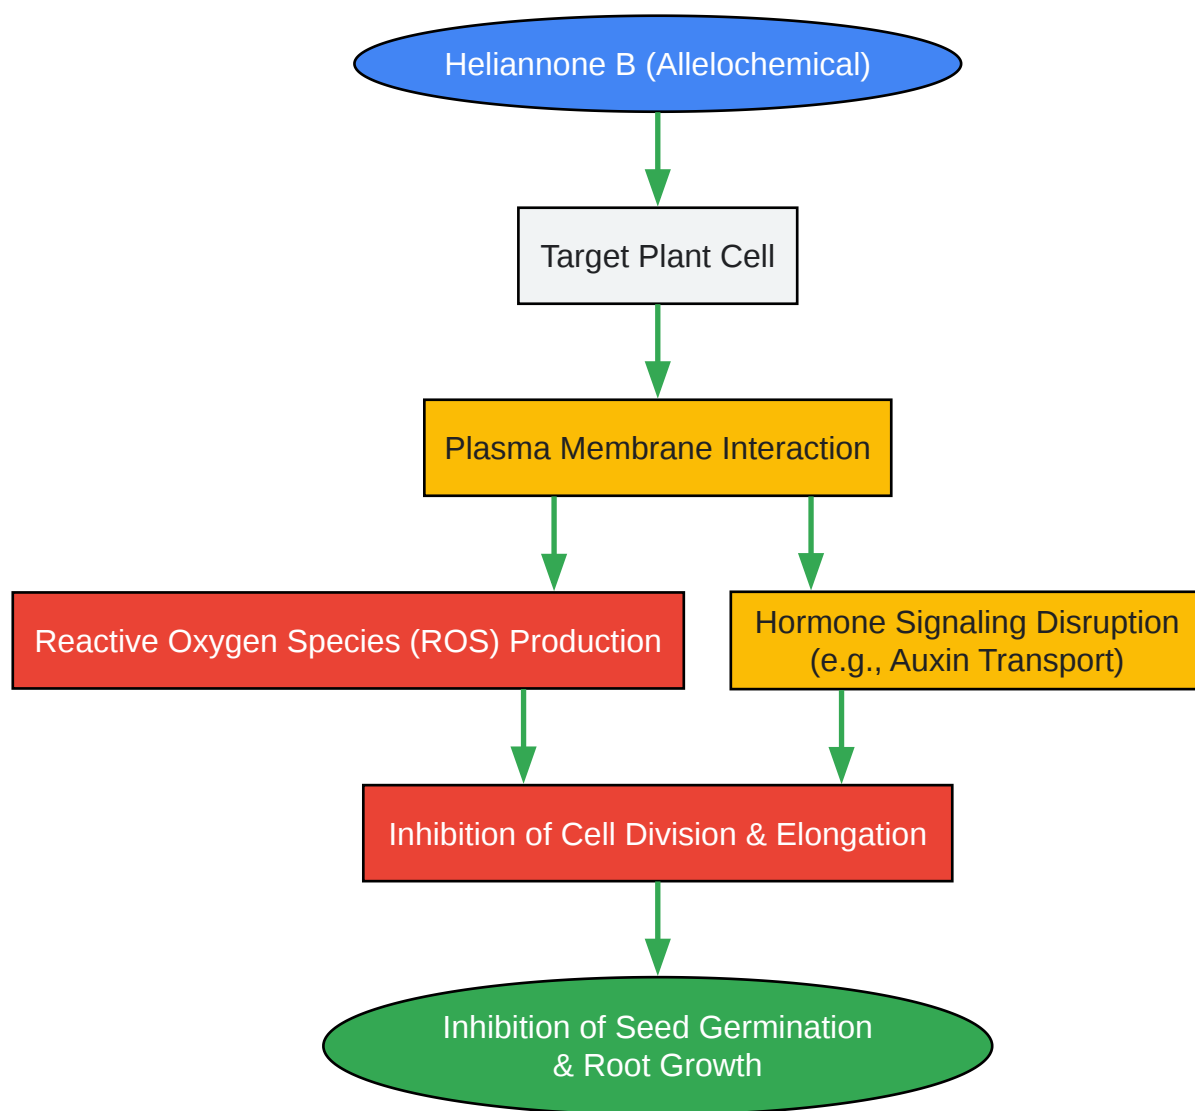 Heliannone B (Allelochemical)
Target Plant Cell
Plasma Membrane Interaction
Reactive Oxygen Species (ROS) Production
Hormone Signaling Disruption
(e.g., Auxin Transport)
Inhibition of Cell Division & Elongation
Inhibition of Seed Germination
& Root Growth